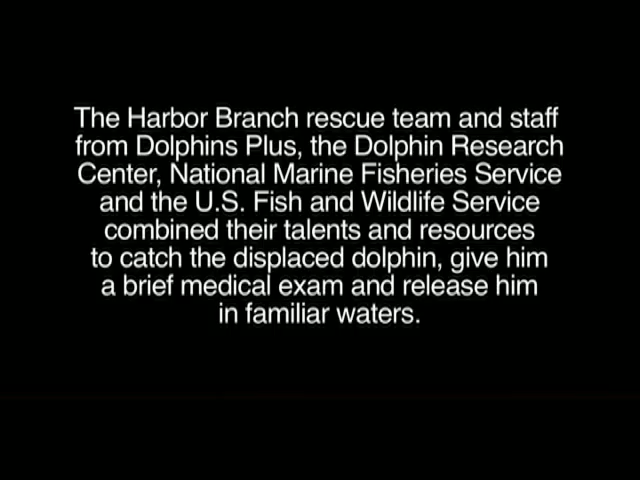 The Harbor Branch rescue team and staff
from Dolphins Plus, the Dolphin Research
Center, National Marine Fisheries Service
and the U.S. Fish and Wildlife Service
combined their talents and resources
to catch the displaced dolphin, give him
a brief medical exam and release him
in familiar waters.